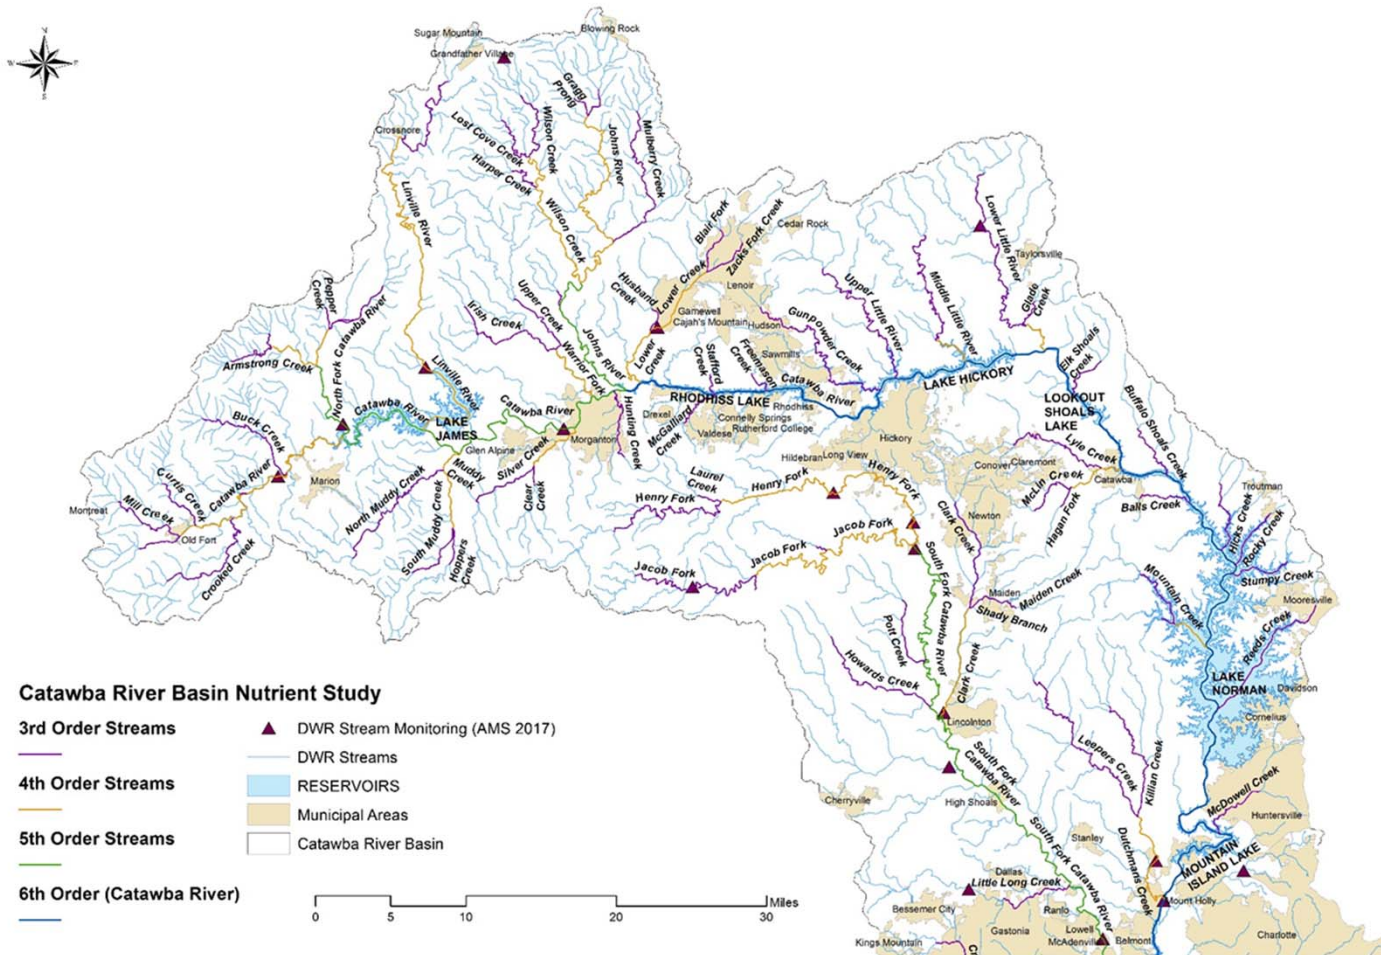 N
W
E
S
Sugar Mountain
Blowing Rock
Grandfather Village
Gragg
Prong
Crossnore
Lost Cove Creek
Wilson Creek
Johns River
Mulberry Creek
Harper Creek
Linville River
Wilson Creek
Blair Fork
Zacks Fork Creek
Cedar Rock
Lower Little River
Taylorsville
Pepper
Creek
North Fork Catawba River
Irish Creek
Upper Creek
Husband
Creek
Lower Creek
Lenoir
Gamewell
Cajah's Mountain
Hudson
Gunpowder Creek
Upper Little River
Middle Little River
Glade
Creek
Armstrong Creek
Linville River
Warrior Fork
Johns River
Lower
Creek
Stafford
Creek
Freemason
Creek
Sawmills
Catawba River
LAKE HICKORY
Elk Shoals
Creek
Buck Creek
Catawba River
LAKE
JAMES
Catawba River
RHODHISS LAKE
Rhodhiss
LOOKOUT
SHOALS
LAKE
Buffalo Shoals Creek
Hunting Creek
Drexel
McGalliard
Creek
Valdese
Connelly Springs
Rutherford College
Hickory
Glen Alpine
Morganton
Silver Creek
Muddy
Creek
Clear
Creek
Hildebran
Long View
Conover
Claremont
Lyle Creek
McLin Creek
Catawba
Troutman
Curtis Creek
Catawba River
Marion
North Muddy Creek
South Muddy Creek
Hoppers
Creek
Laurel
Creek
Henry Fork
Henry Fork
Henry Fork
Clark Creek
Newton
Hagan Fork
Balls Creek
Hicks Creek
Rocky Creek
Montreat
Mill Creek
Old Fort
Crooked Creek
Jacob Fork
Jacob Fork
Jacob Fork
South Fork Catawba River
Maiden
Maiden Creek
Shady Branch
Mountain Creek
Stumpy Creek
Mooresville
Reeds Creek
Pott Creek
Howards Creek
Clark Creek
LAKE
NORMAN
Davidson
Cornelius
Lincolnton
Catawba River Basin Nutrient Study
3rd Order Streams
4th Order Streams
5th Order Streams
6th Order (Catawba River)
DWR Stream Monitoring (AMS 2017)
DWR Streams
RESERVOIRS
Municipal Areas
Catawba River Basin
0
5
10
20
30
Miles
South Fork
Catawba River
Leepers Creek
Killian Creek
McDowell Creek
Cherryville
High Shoals
Huntersville
South Fork Catawba River
Stanley
Dutchmans Creek
MOUNTAIN
ISLAND LAKE
Dallas
Little Long Creek
Bessemer City
Ranlo
Mount Holly
Gastonia
Lowell
McAdenville
Belmont
Charlotte
Kings Mountain